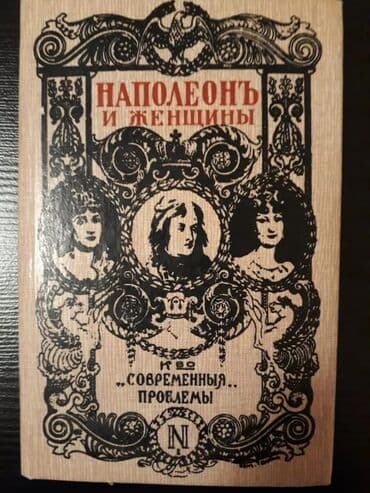 НАПОЛЕОНЪ
И ЖЕНЩИНЫ
К-ВО
„СОВРЕМЕННЫЯ„
ПРОБЛЕМЫ
N